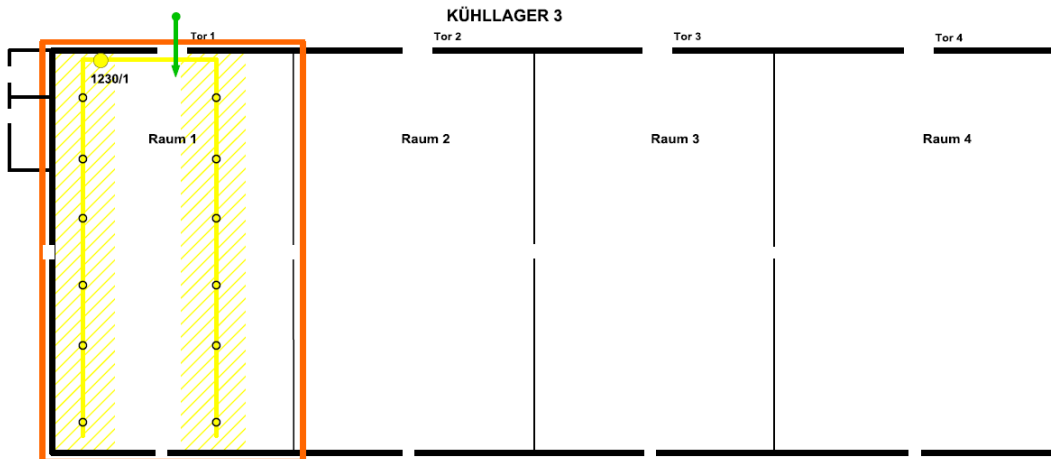 KÜHLLAGER 3
Tor 1
Tor 2
Tor 3
Tor 4
1230/1
Raum 1
Raum 2
Raum 3
Raum 4